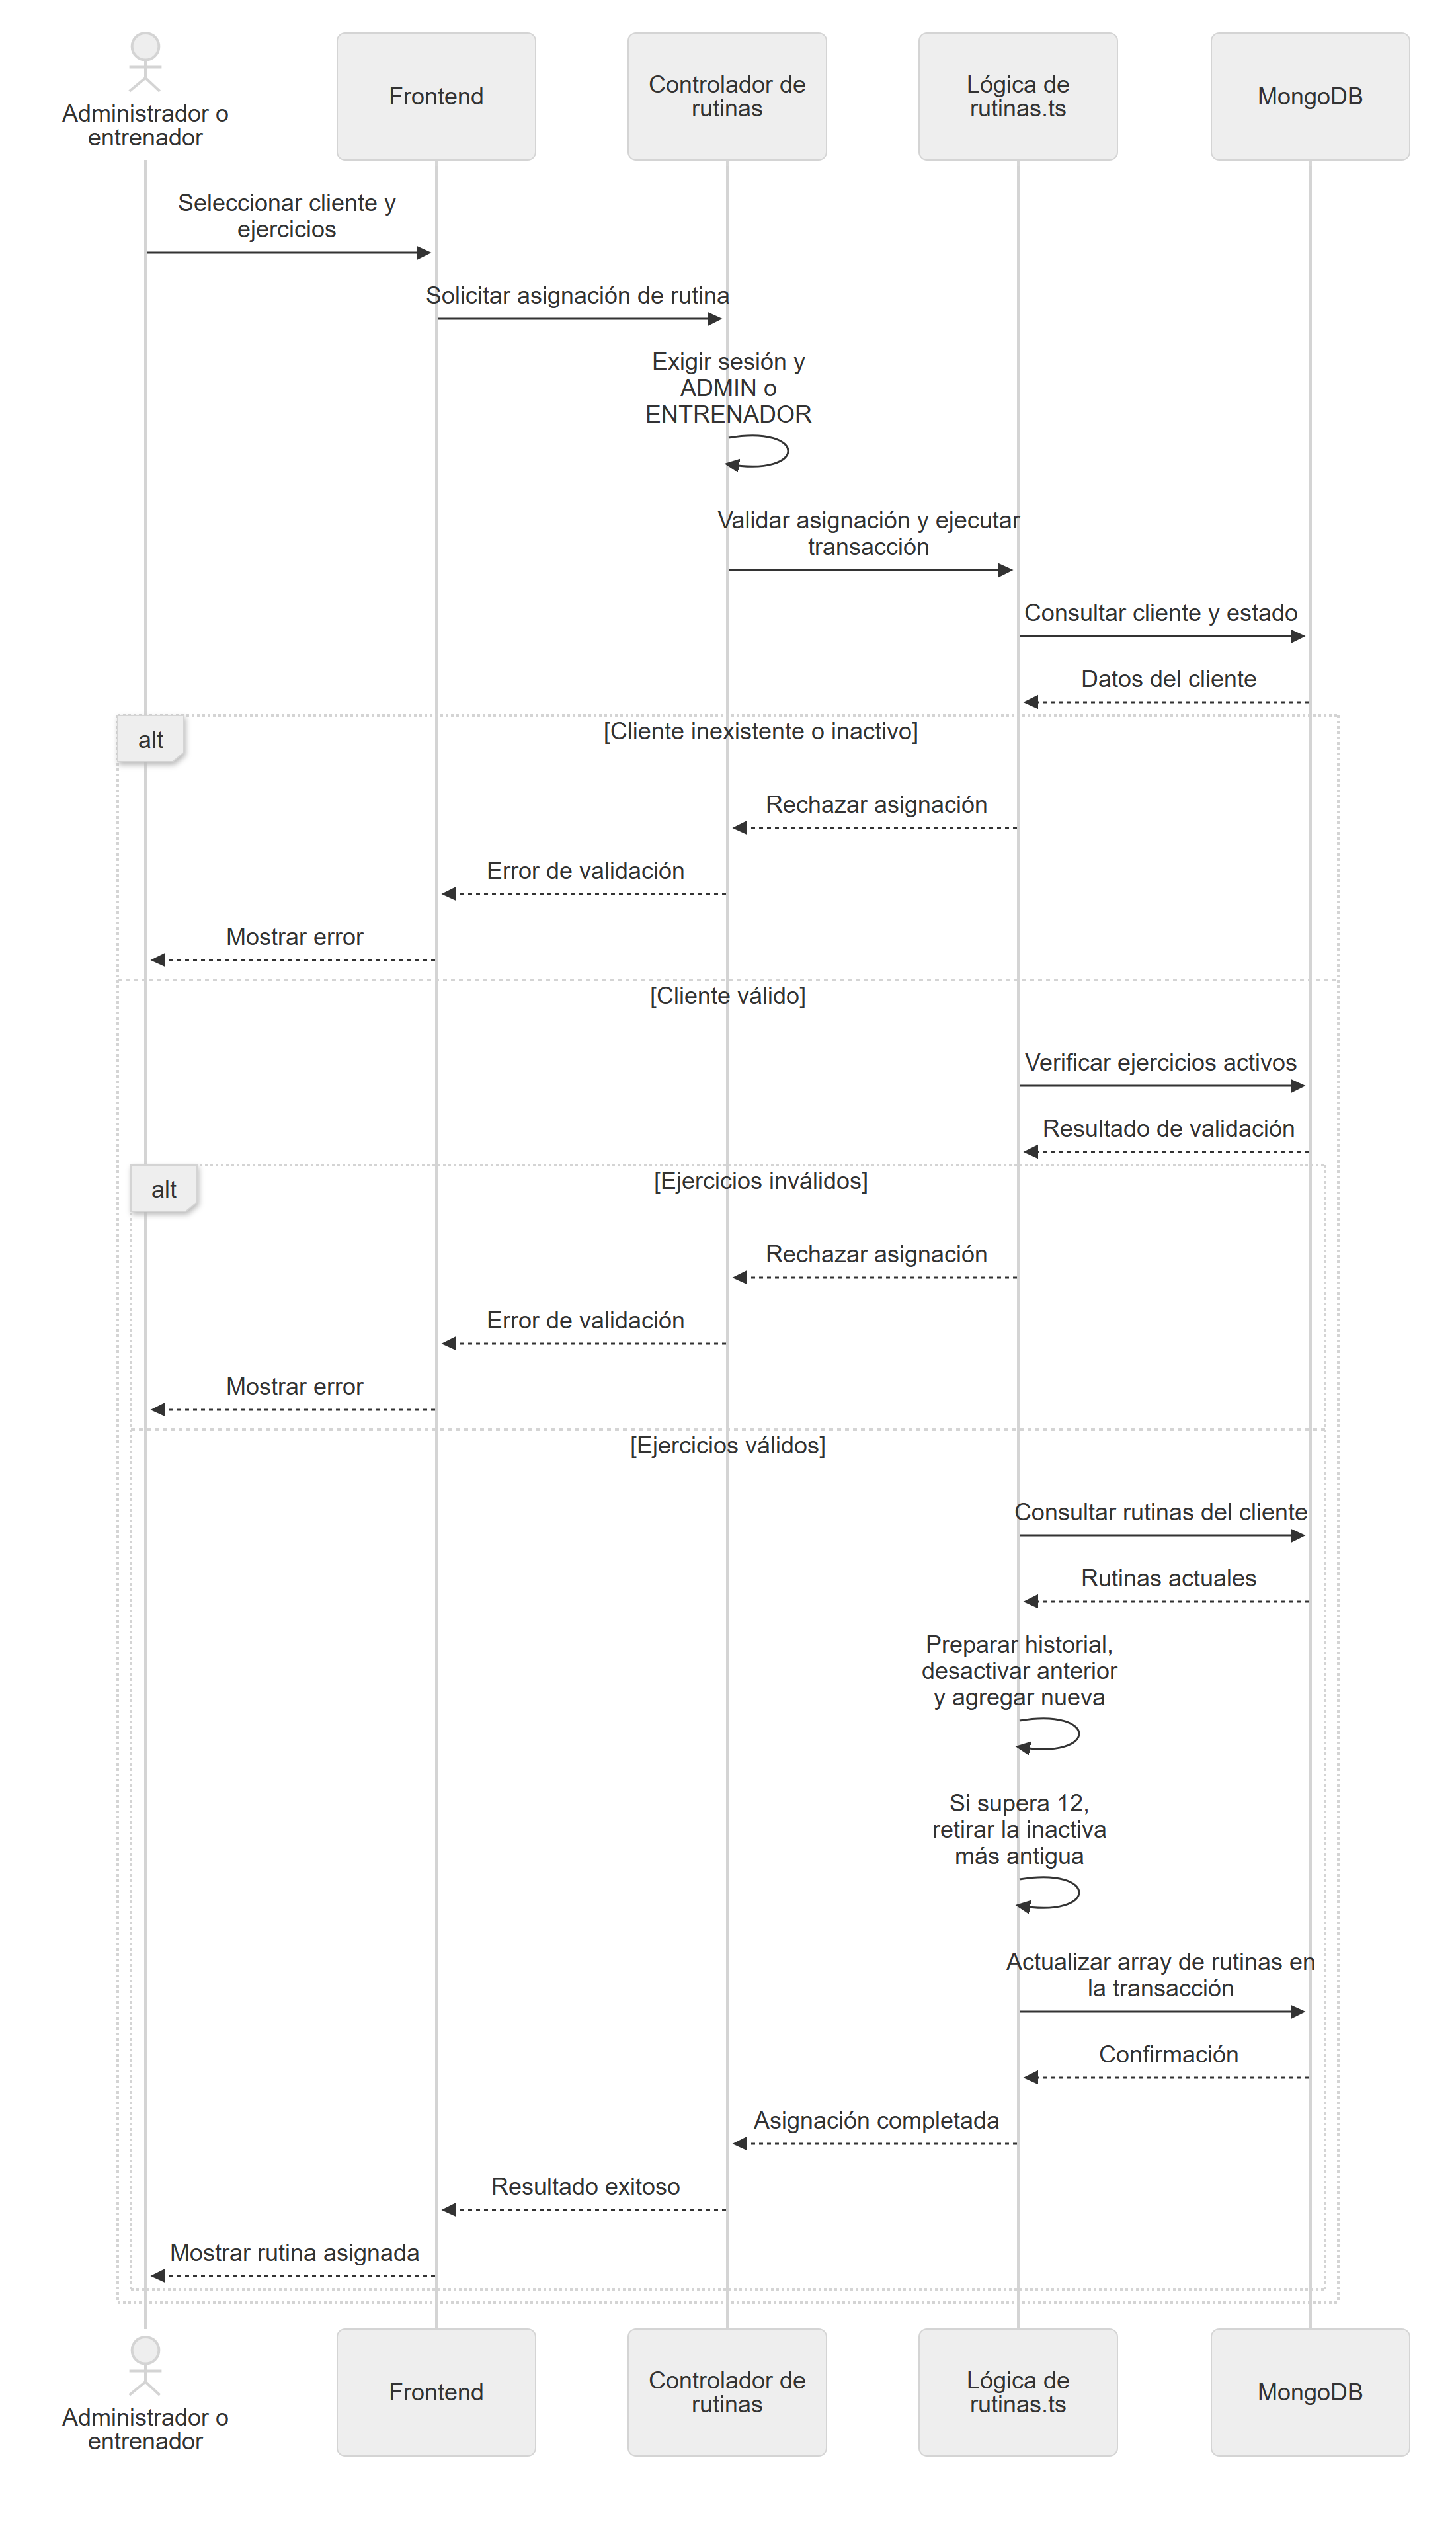 Administrador o
entrenador
Frontend
Controlador de
rutinas
Lógica de
rutinas.ts
MongoDB
Seleccionar cliente y
ejercicios
Solicitar asignación de rutina
Exigir sesión y
ADMIN o
ENTRENADOR
Validar asignación y ejecutar
transacción
Consultar cliente y estado
Datos del cliente
alt
[Cliente inexistente o inactivo]
Rechazar asignación
Error de validación
Mostrar error
[Cliente válido]
Verificar ejercicios activos
Resultado de validación
alt
[Ejercicios inválidos]
Rechazar asignación
Error de validación
Mostrar error
[Ejercicios válidos]
Consultar rutinas del cliente
Rutinas actuales
Preparar historial,
desactivar anterior
y agregar nueva
Si supera 12,
retirar la inactiva
más antigua
Actualizar array de rutinas en
la transacción
Confirmación
Asignación completada
Resultado exitoso
Mostrar rutina asignada
Administrador o
entrenador
Frontend
Controlador de
rutinas
Lógica de
rutinas.ts
MongoDB